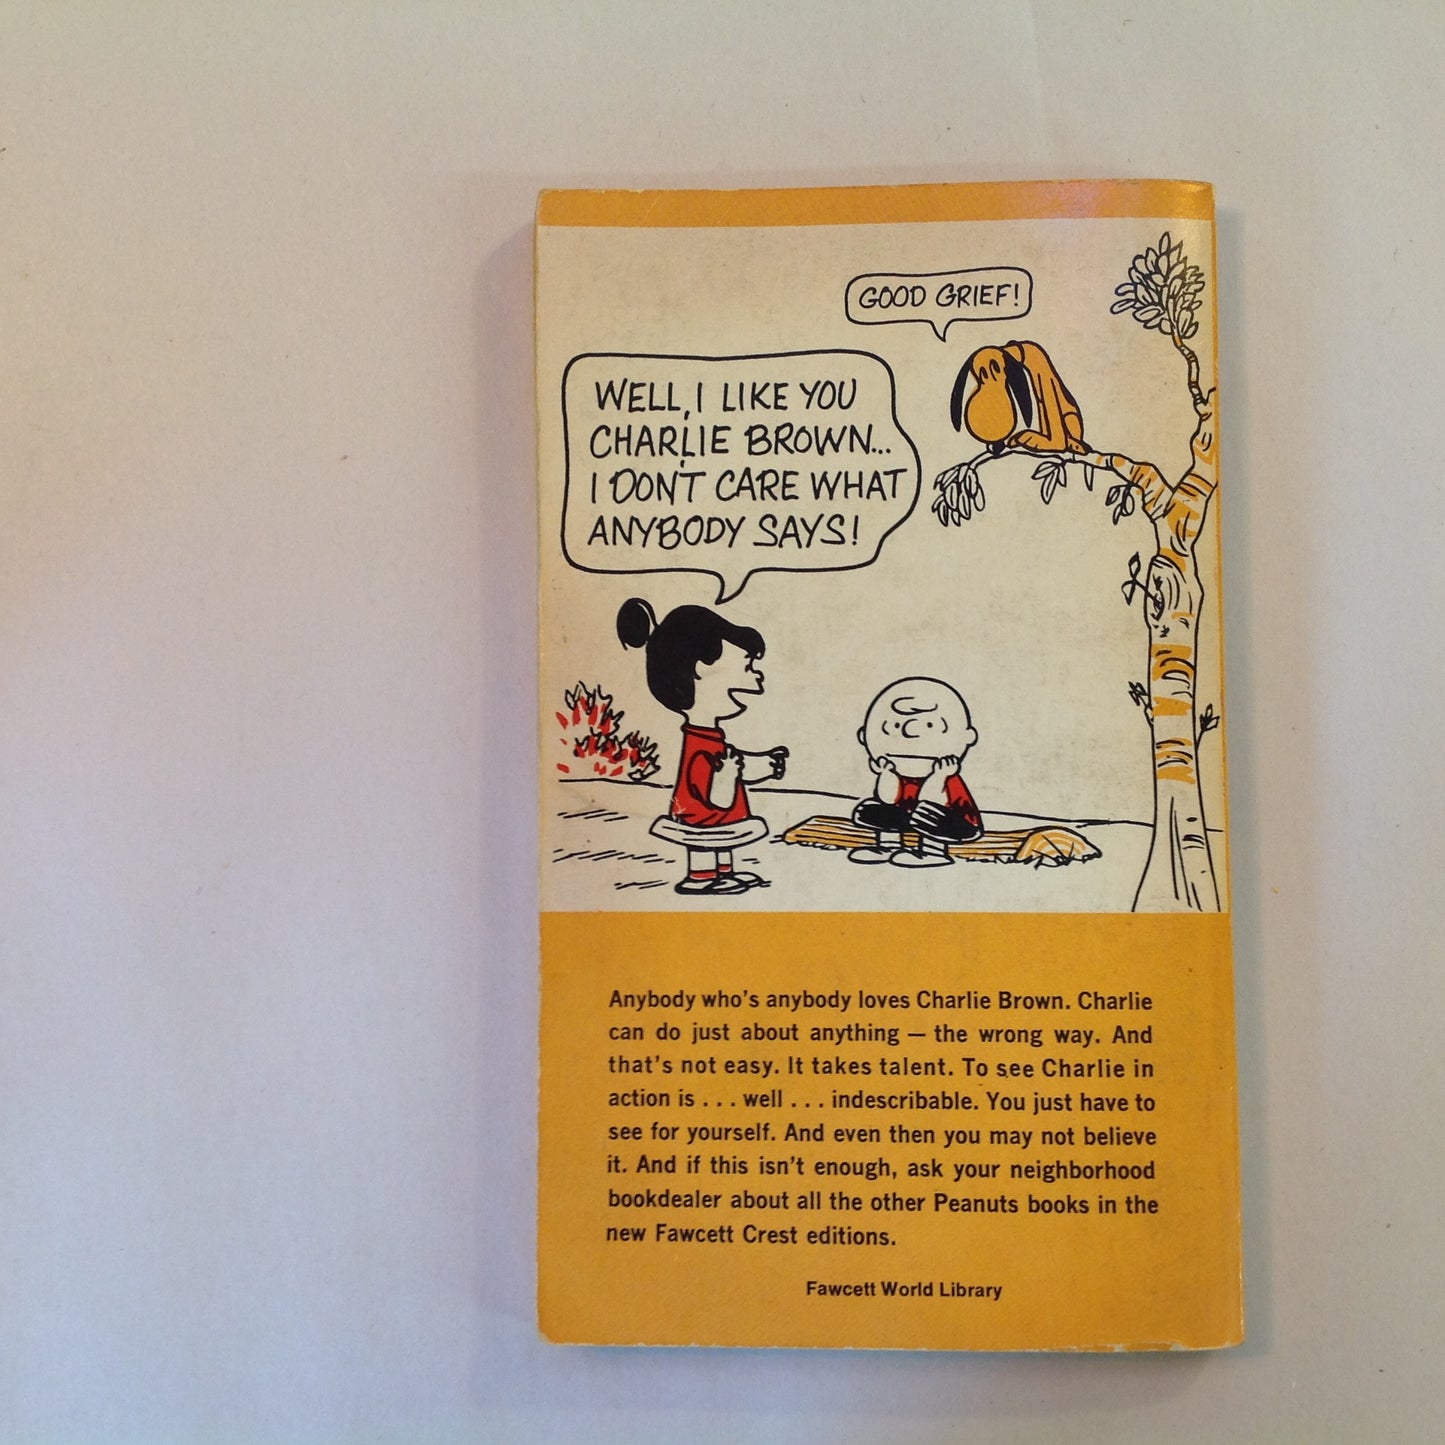 GOOD GRIEF!
WELL, I LIKE YOU
CHARLIE BROWN...
I DON'T CARE WHAT
ANYBODY SAYS!
Anybody who's anybody loves Charlie Brown. Charlie
can do just about anything — the wrong way. And
that's not easy. It takes talent. To see Charlie in
action is . . . well . . . indescribable. You just have to
see for yourself. And even then you may not believe
it. And if this isn't enough, ask your neighborhood
bookdealer about all the other Peanuts books in the
new Fawcett Crest editions.
Fawcett World Library